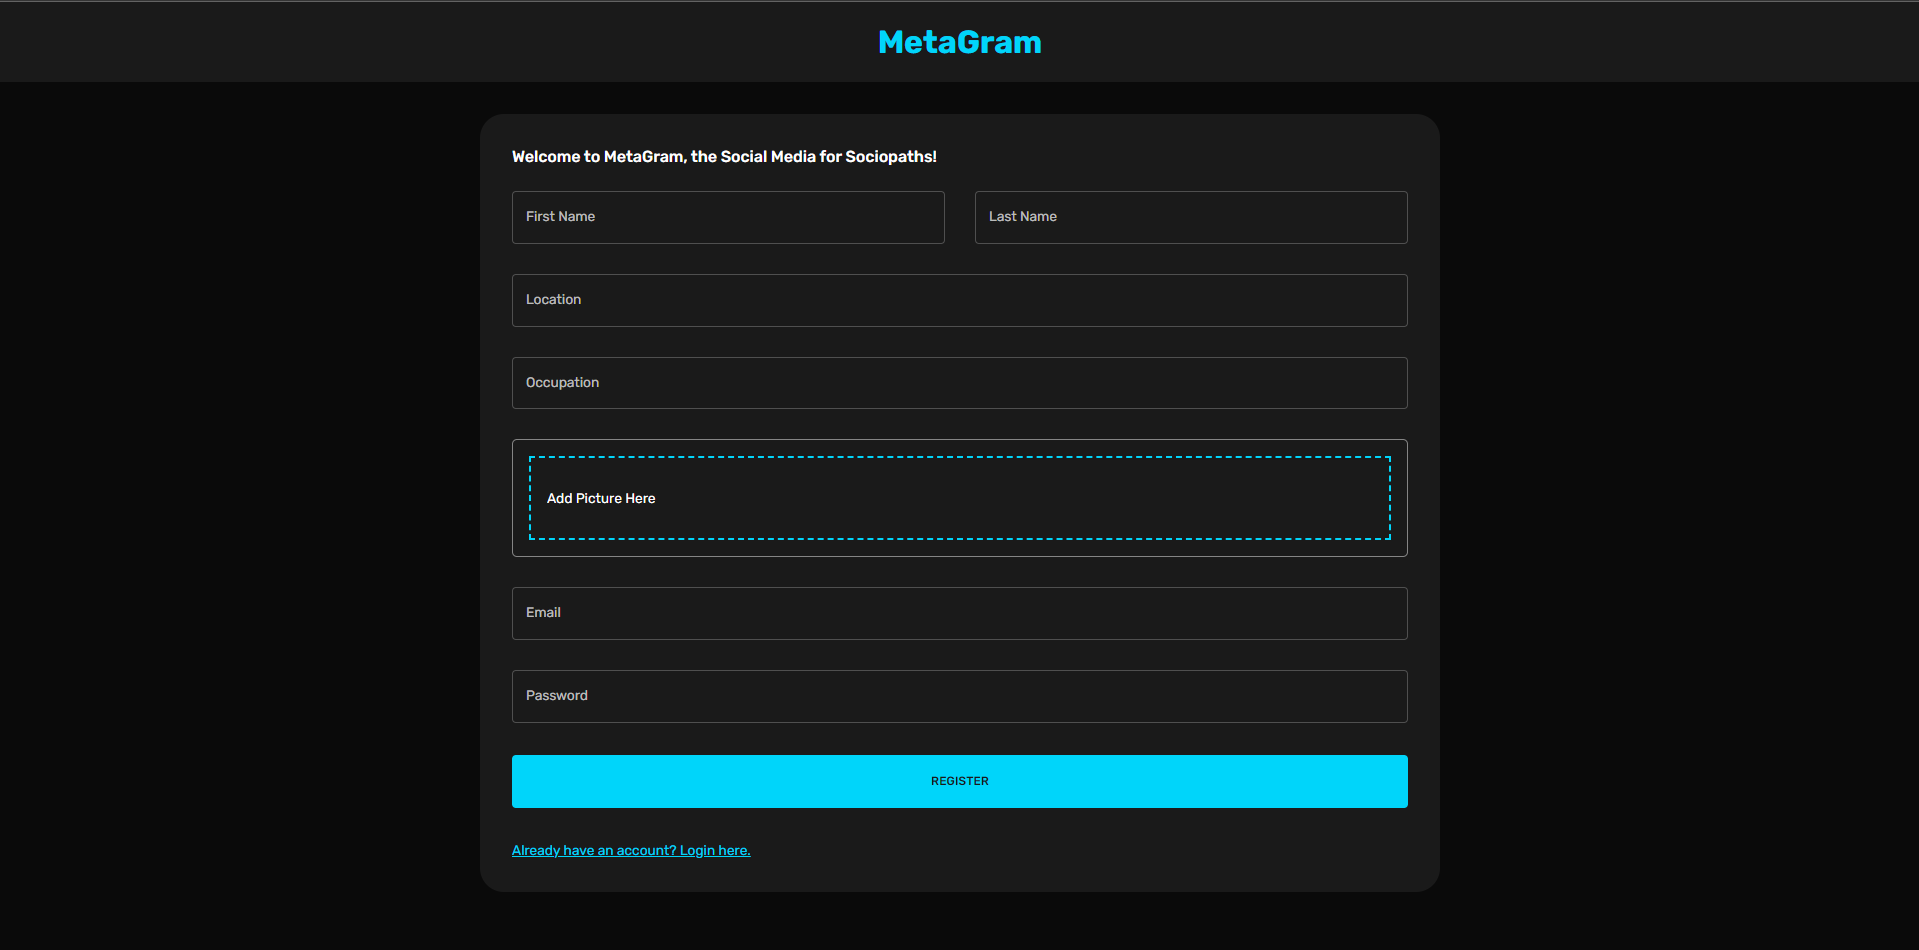 MetaGram
Welcome to MetaGram, the Social Media for Sociopaths!
First Name
Last Name
Location
Occupation
Add Picture Here
Email
Password
REGISTER
Already have an account? Login here.